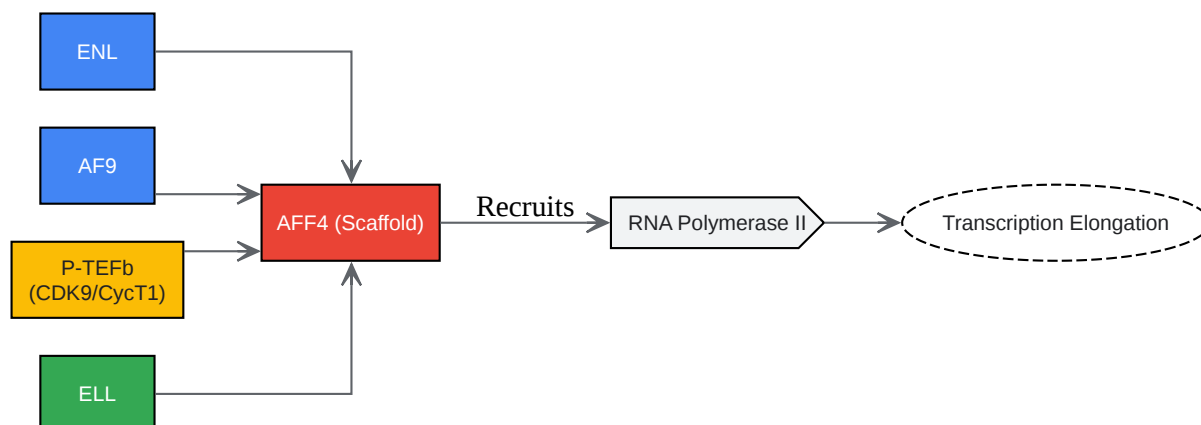 ENL
AF9
AFF4 (Scaffold)
Recruits
RNA Polymerase II
Transcription Elongation
P-TEFb
(CDK9/CycT1)
ELL